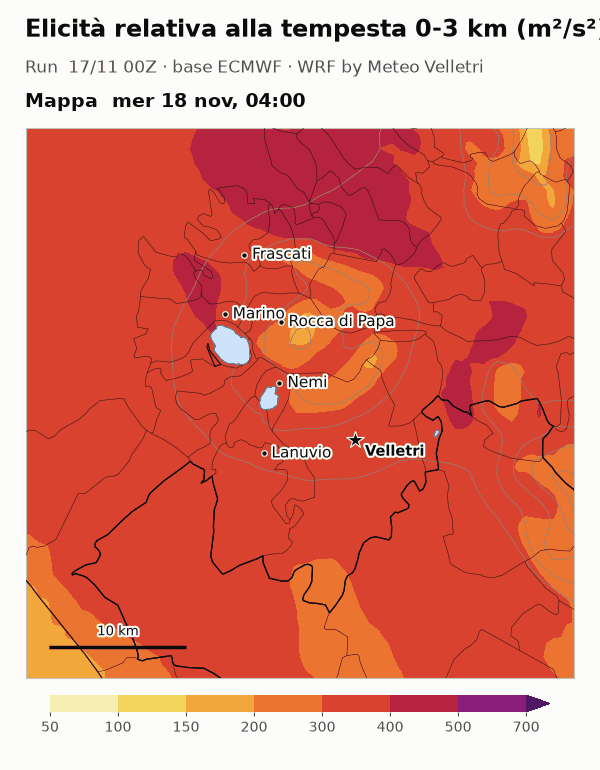 Elicità relativa alla tempesta 0-3 km (m²/s²)
Run  17/11 00Z · base ECMWF · WRF by Meteo Velletri
Mappa  mer 18 nov, 04:00
Frascati
Marino
Rocca di Papa
Nemi
Velletri
Lanuvio
10 km
50 100 150 200 300 400 500 700